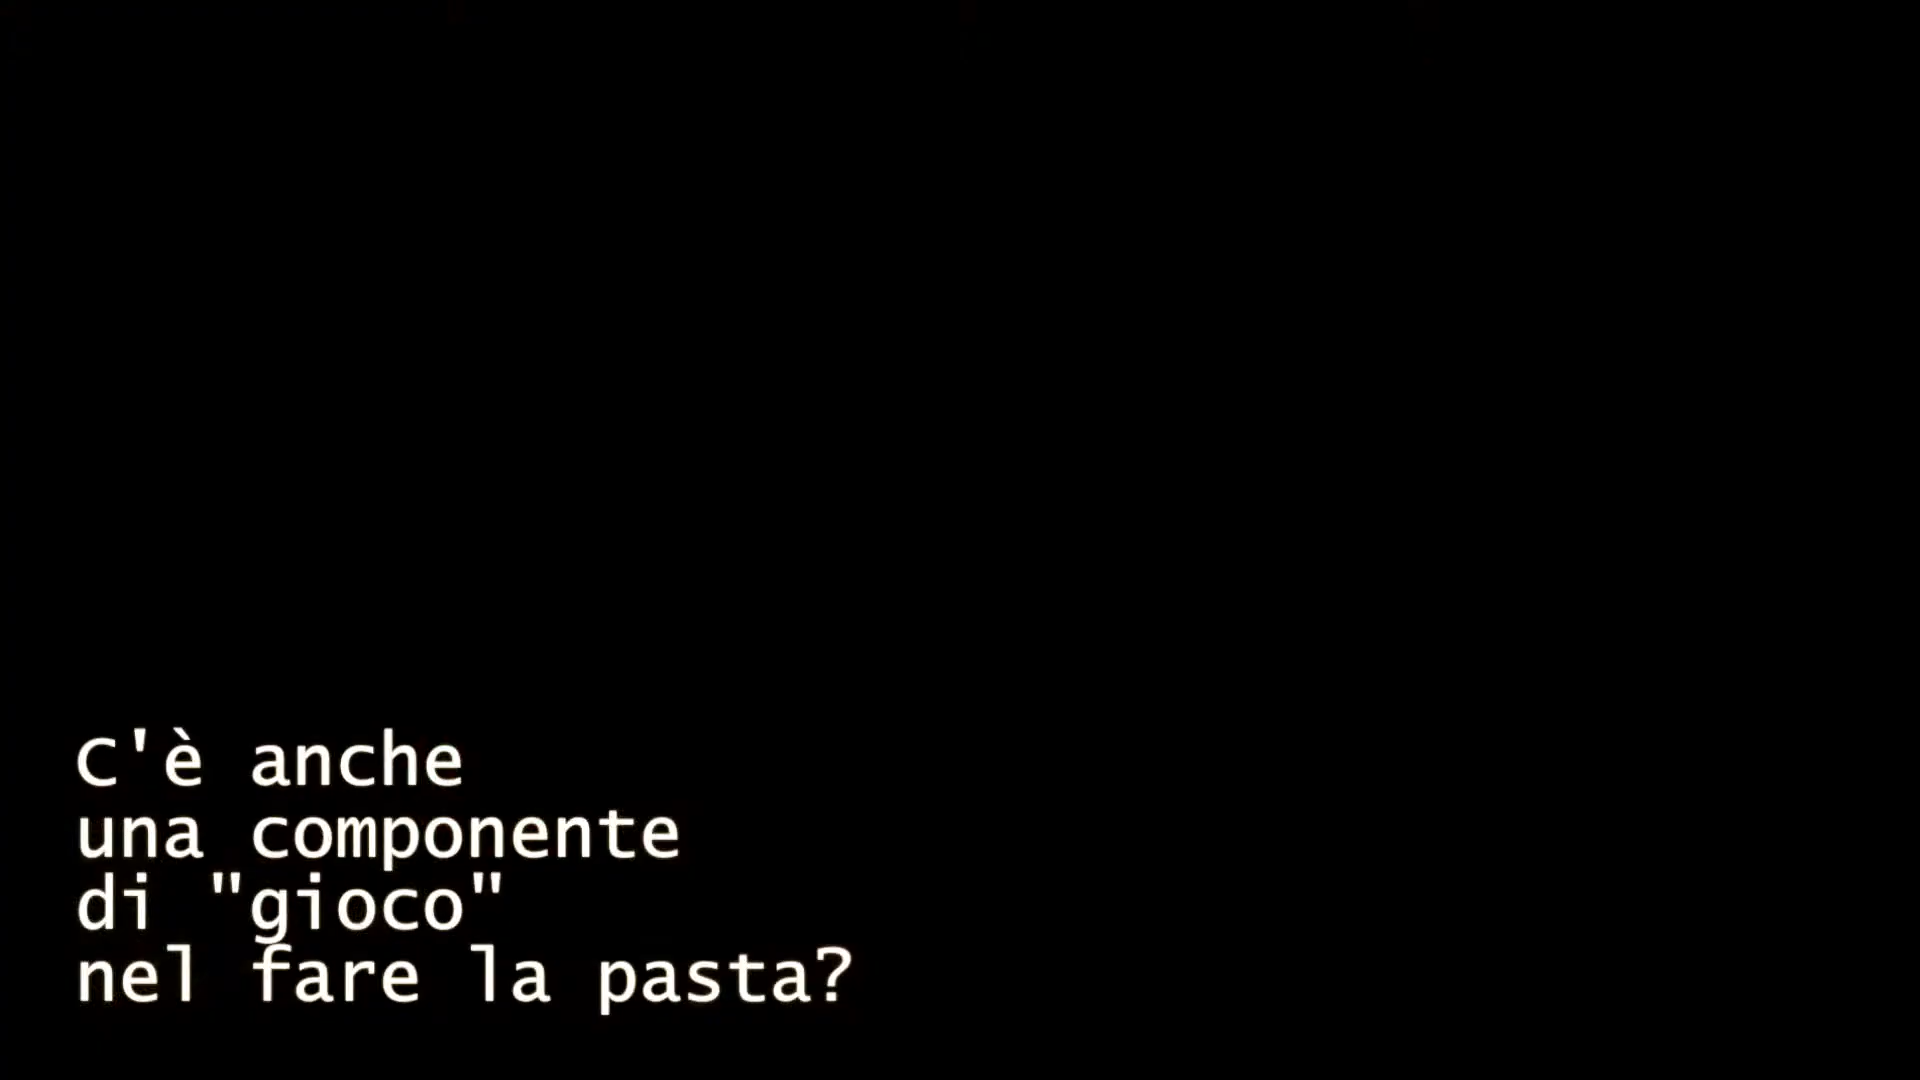 C'è anche
una componente
di "gioco"
nel fare la pasta?